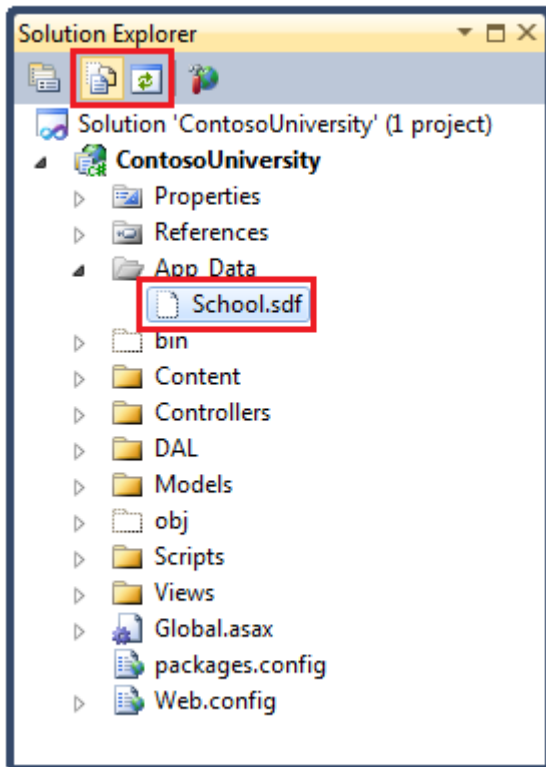 Solution Explorer
Solution 'ContosoUniversity' (1 project)
ContosoUniversity
Properties
References
App_Data
School.sdf
bin
Content
Controllers
DAL
Models
obj
Scripts
Views
Global.asax
packages.config
Web.config